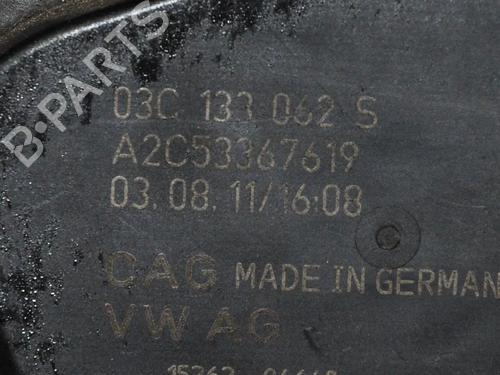 B-PARTS
03C 133 062 S
A2C53367619
03.08.11/16:08
CAG MADE IN GERMAN
VW AG